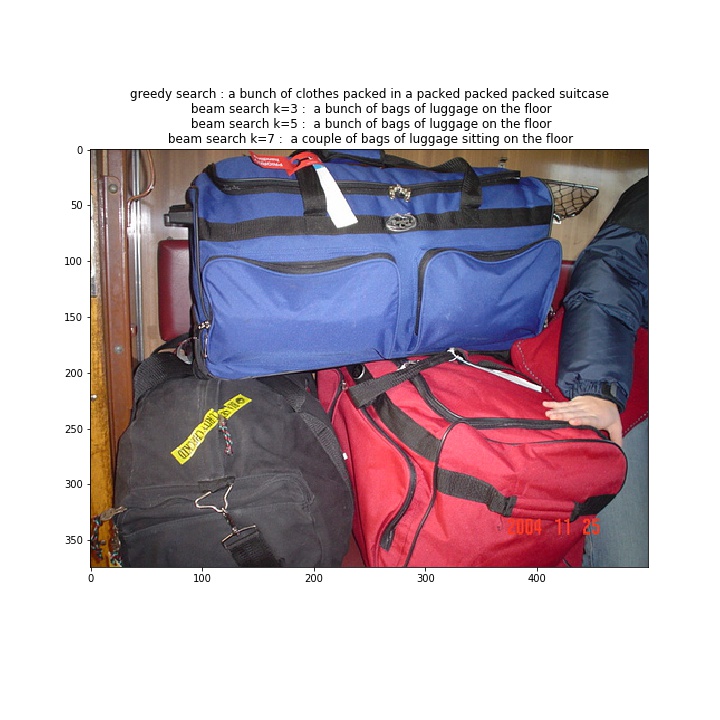 greedy search : a bunch of clothes packed in a packed packed packed suitcase
beam search k=3 :  a bunch of bags of luggage on the floor
beam search k=5 :  a bunch of bags of luggage on the floor
beam search k=7 :  a couple of bags of luggage sitting on the floor
0
50
100
150
200
250
300
350
2004 11 25
0
100
200
300
400